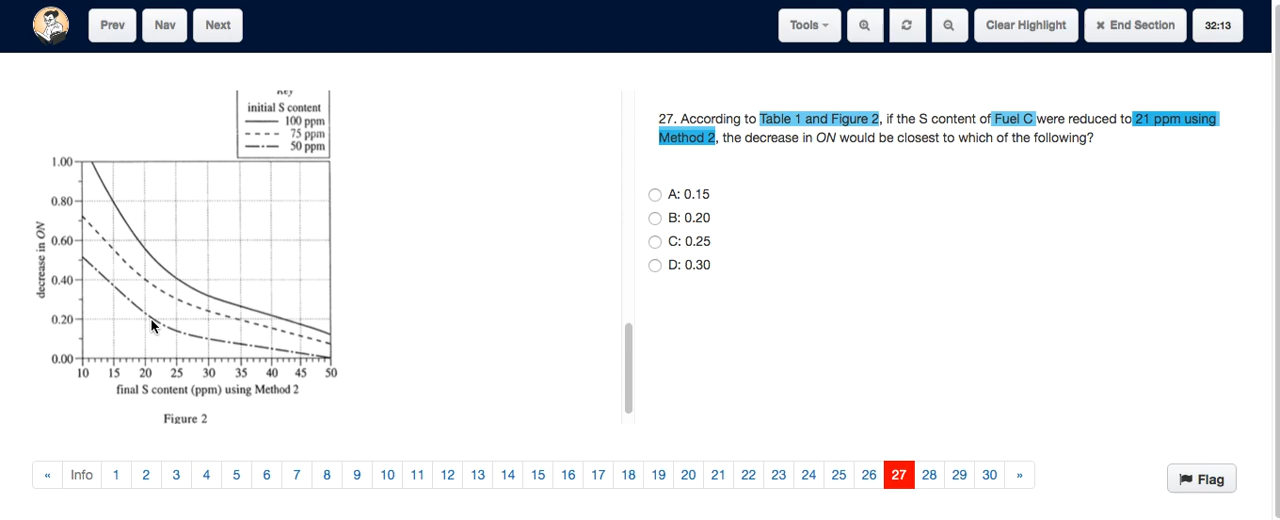 Prev Nav Next Tools Clear Highlight × End Section 32:13
Key
initial S content
100 ppm
75 ppm
50 ppm
1.00
0.80
0.60
0.40
0.20
0.00
decrease in ON
10 15 20 25 30 35 40 45 50
final S content (ppm) using Method 2
Figure 2
27. According to Table 1 and Figure 2, if the S content of Fuel C were reduced to 21 ppm using
Method 2, the decrease in ON would be closest to which of the following?
A: 0.15
B: 0.20
C: 0.25
D: 0.30
« Info 1 2 3 4 5 6 7 8 9 10 11 12 13 14 15 16 17 18 19 20 21 22 23 24 25 26 27 28 29 30 »
Flag